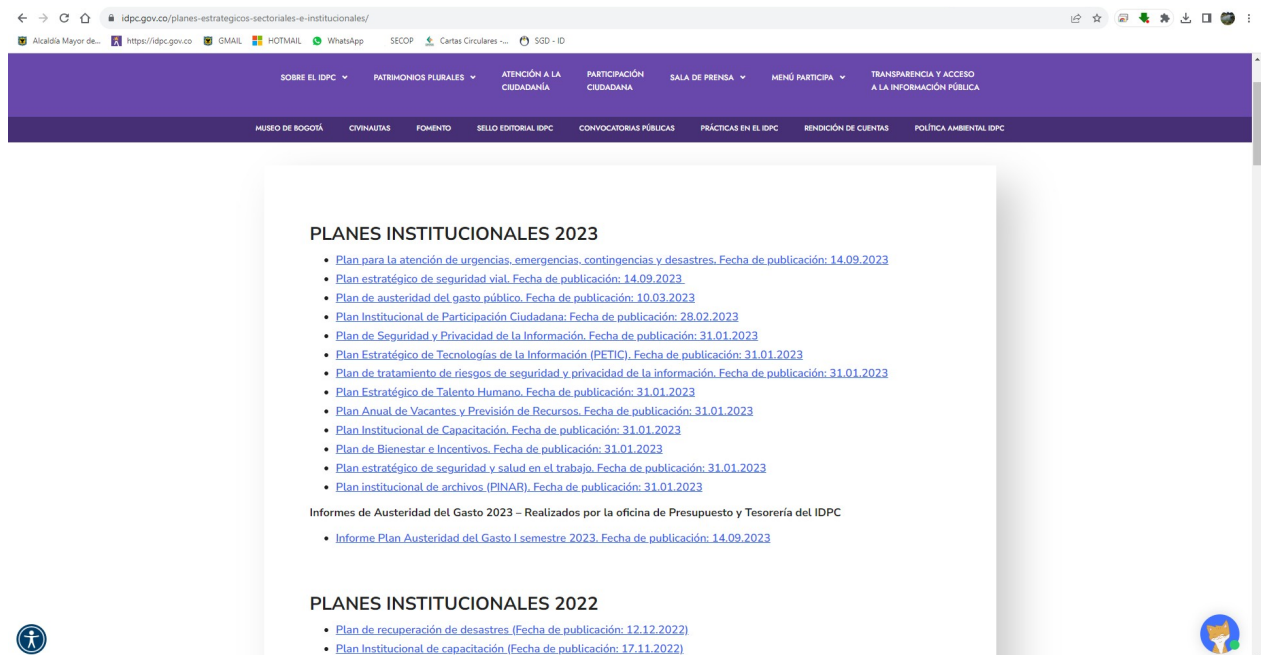 idpc.gov.co/planes-estrategicos-sectoriales-e-institucionales/
Alcaldía Mayor de... https://idpc.gov.co GMAIL HOTMAIL WhatsApp SECOP Cartas Circulares -... SGD - ID
SOBRE EL IDPC PATRIMONIOS PLURALES ATENCIÓN A LA CIUDADANÍA PARTICIPACIÓN CIUDADANA SALA DE PRENSA MENÚ PARTICIPA TRANSPARENCIA Y ACCESO A LA INFORMACIÓN PÚBLICA
MUSEO DE BOGOTÁ CIVINAUTAS FOMENTO SELLO EDITORIAL IDPC CONVOCATORIAS PÚBLICAS PRÁCTICAS EN EL IDPC RENDICIÓN DE CUENTAS POLÍTICA AMBIENTAL IDPC
PLANES INSTITUCIONALES 2023
• Plan para la atención de urgencias, emergencias, contingencias y desastres. Fecha de publicación: 14.09.2023
• Plan estratégico de seguridad vial. Fecha de publicación: 14.09.2023
• Plan de austeridad del gasto público. Fecha de publicación: 10.03.2023
• Plan Institucional de Participación Ciudadana: Fecha de publicación: 28.02.2023
• Plan de Seguridad y Privacidad de la Información. Fecha de publicación: 31.01.2023
• Plan Estratégico de Tecnologías de la Información (PETIC). Fecha de publicación: 31.01.2023
• Plan de tratamiento de riesgos de seguridad y privacidad de la información. Fecha de publicación: 31.01.2023
• Plan Estratégico de Talento Humano. Fecha de publicación: 31.01.2023
• Plan Anual de Vacantes y Previsión de Recursos. Fecha de publicación: 31.01.2023
• Plan Institucional de Capacitación. Fecha de publicación: 31.01.2023
• Plan de Bienestar e Incentivos. Fecha de publicación: 31.01.2023
• Plan estratégico de seguridad y salud en el trabajo. Fecha de publicación: 31.01.2023
• Plan institucional de archivos (PINAR). Fecha de publicación: 31.01.2023
Informes de Austeridad del Gasto 2023 – Realizados por la oficina de Presupuesto y Tesorería del IDPC
• Informe Plan Austeridad del Gasto I semestre 2023. Fecha de publicación: 14.09.2023
PLANES INSTITUCIONALES 2022
• Plan de recuperación de desastres (Fecha de publicación: 12.12.2022)
• Plan Institucional de capacitación (Fecha de publicación: 17.11.2022)